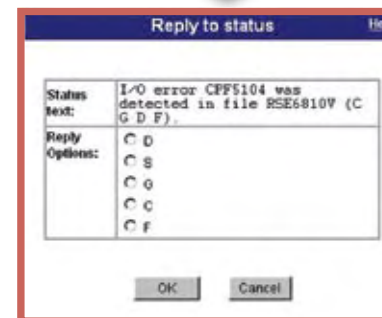 Reply to status He
Status text: I/O error CPF5104 was
detected in file RSE6810V (C
G D F).
Reply Options:
D
S
G
C
F
OK Cancel